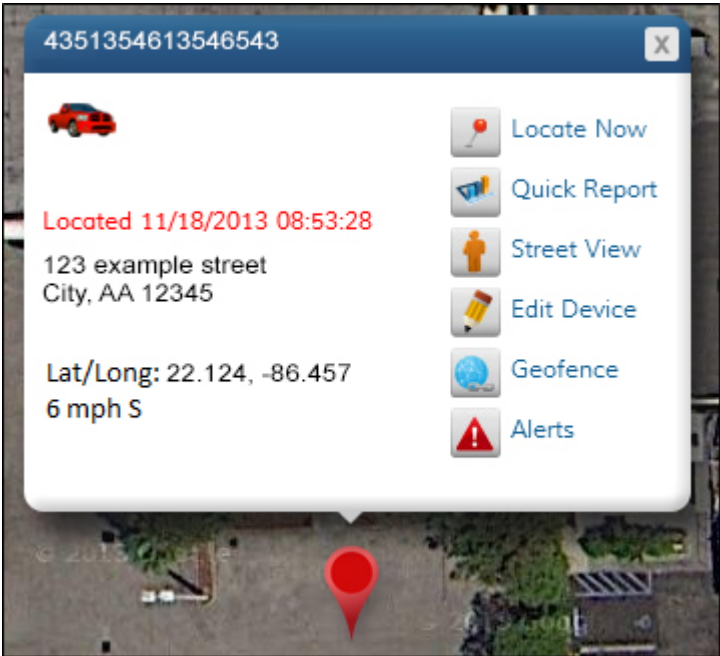 4351354613546543
X
Locate Now
Quick Report
Located 11/18/2013 08:53:28
Street View
123 example street
City, AA 12345
Edit Device
Lat/Long: 22.124, -86.457
Geofence
6 mph S
Alerts
© 2013